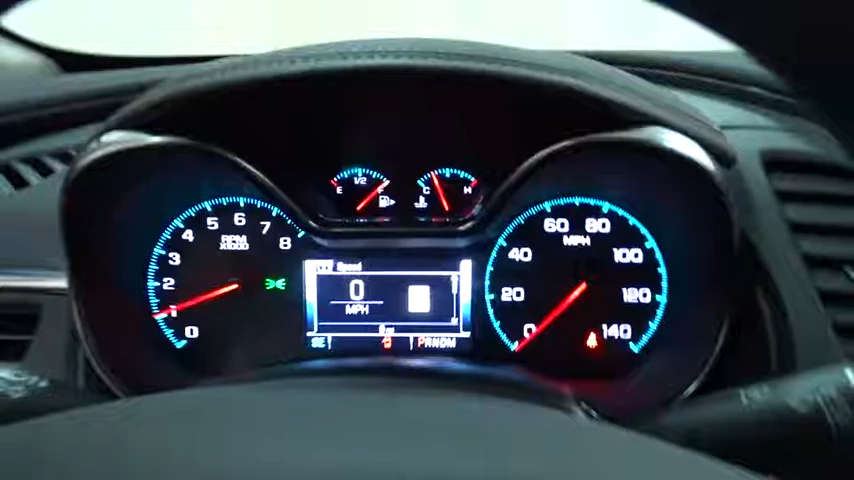 E 1/2 F
C H
0 1 2 3 4 5 6 7 8
RPM
X1000
0 20 40 60 80 100 120 140
MPH
Speed
0
MPH
SE
PRNDM